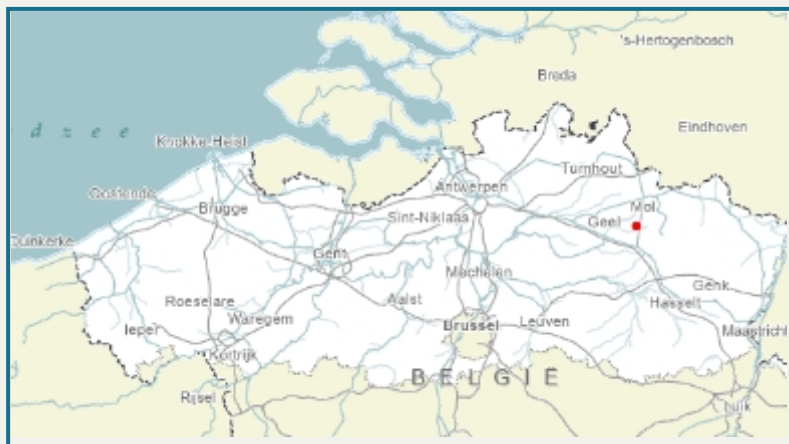 's-Hertogenbosch
Breda
d z e e
Eindhoven
Knokke-Heist
Turnhout
Antwerpen
Oostende
Mol
Brugge
Sint-Niklaas
Geel
Duinkerke
Gent
Mechelen
Genk
Roeselare
Aalst
Hasselt
Waregem
Ieper
Brussel
Leuven
Maastricht
Kortrijk
BELGIË
Rijsel
Luik